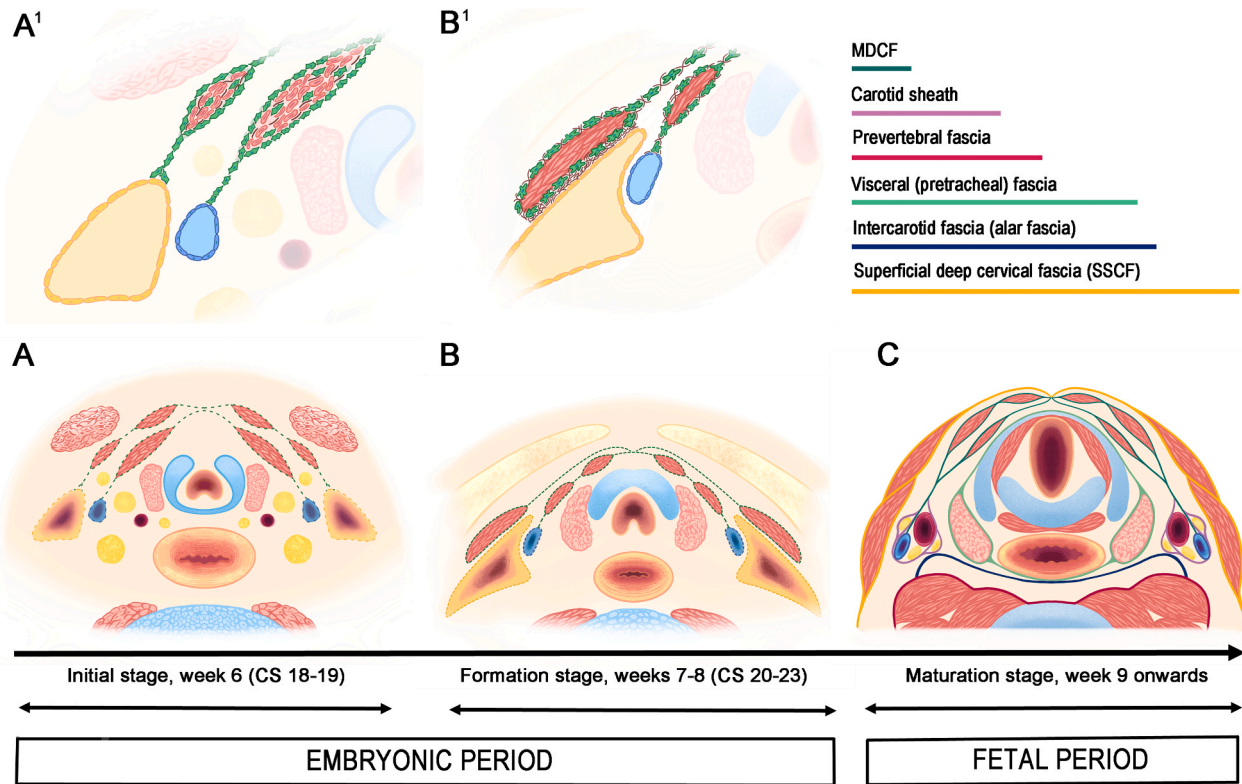 A¹
B¹
MDCF
Carotid sheath
Prevertebral fascia
Visceral (pretracheal) fascia
Intercarotid fascia (alar fascia)
Superficial deep cervical fascia (SSCF)
A
B
C
Initial stage, week 6 (CS 18-19)
Formation stage, weeks 7-8 (CS 20-23)
Maturation stage, week 9 onwards
EMBRYONIC PERIOD
FETAL PERIOD